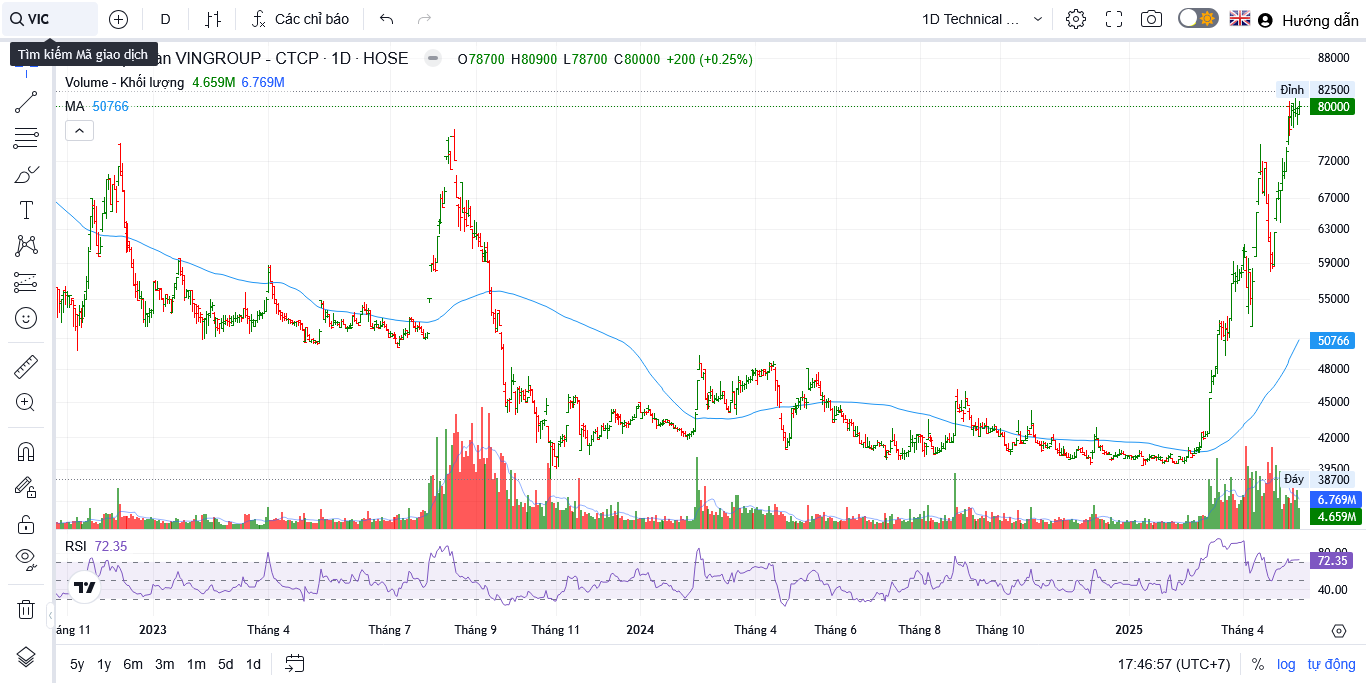 VIC
D
Các chỉ báo
1D Technical ...
Hướng dẫn
Tìm kiếm Mã giao dịch
an VINGROUP - CTCP · 1D · HOSE
O78700 H80900 L78700 C80000 +200 (+0.25%)
Volume - Khối lượng 4.659M 6.769M
MA 50766
88000
Đỉnh 82500
80000
72000
67000
63000
59000
55000
50766
48000
45000
42000
39500
Đáy 38700
6.769M
4.659M
RSI 72.35
80.00
72.35
40.00
áng 11 2023 Tháng 4 Tháng 7 Tháng 9 Tháng 11 2024 Tháng 4 Tháng 6 Tháng 8 Tháng 10 2025 Tháng 4
5y 1y 6m 3m 1m 5d 1d
17:46:57 (UTC+7) % log tự động